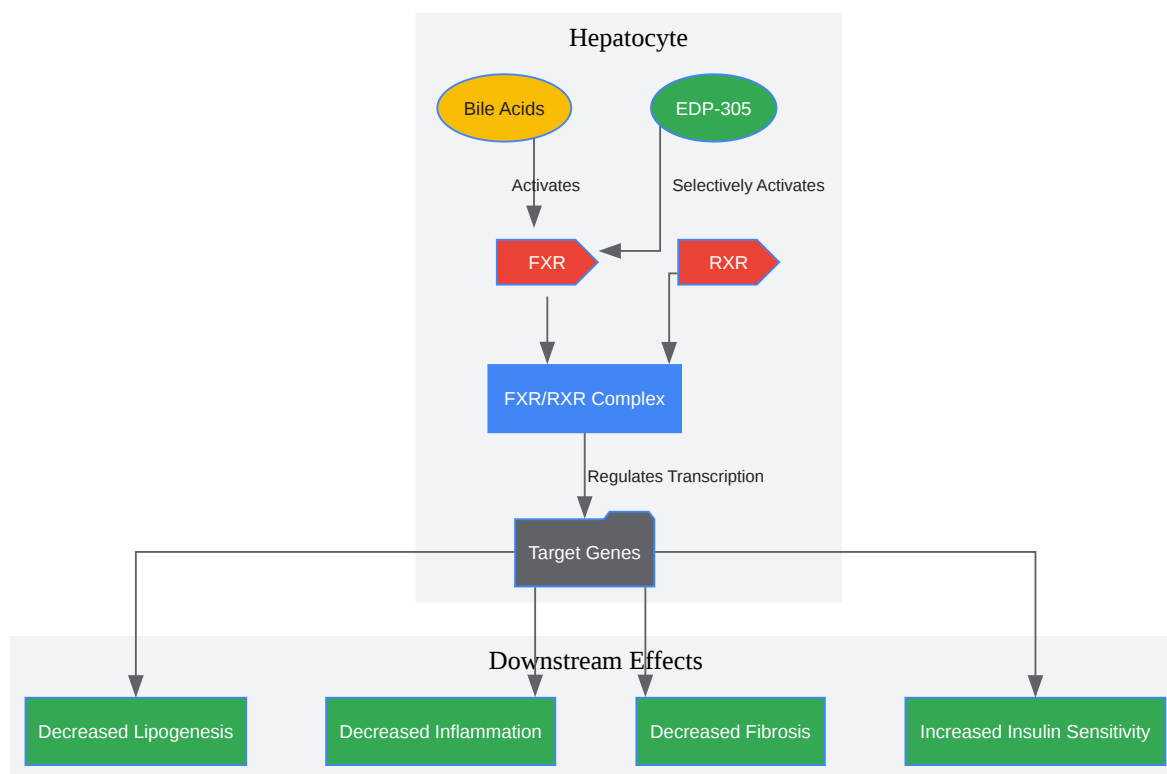 Hepatocyte
Bile Acids
EDP-305
Activates
Selectively Activates
FXR
RXR
FXR/RXR Complex
Regulates Transcription
Target Genes
Downstream Effects
Decreased Lipogenesis
Decreased Inflammation
Decreased Fibrosis
Increased Insulin Sensitivity